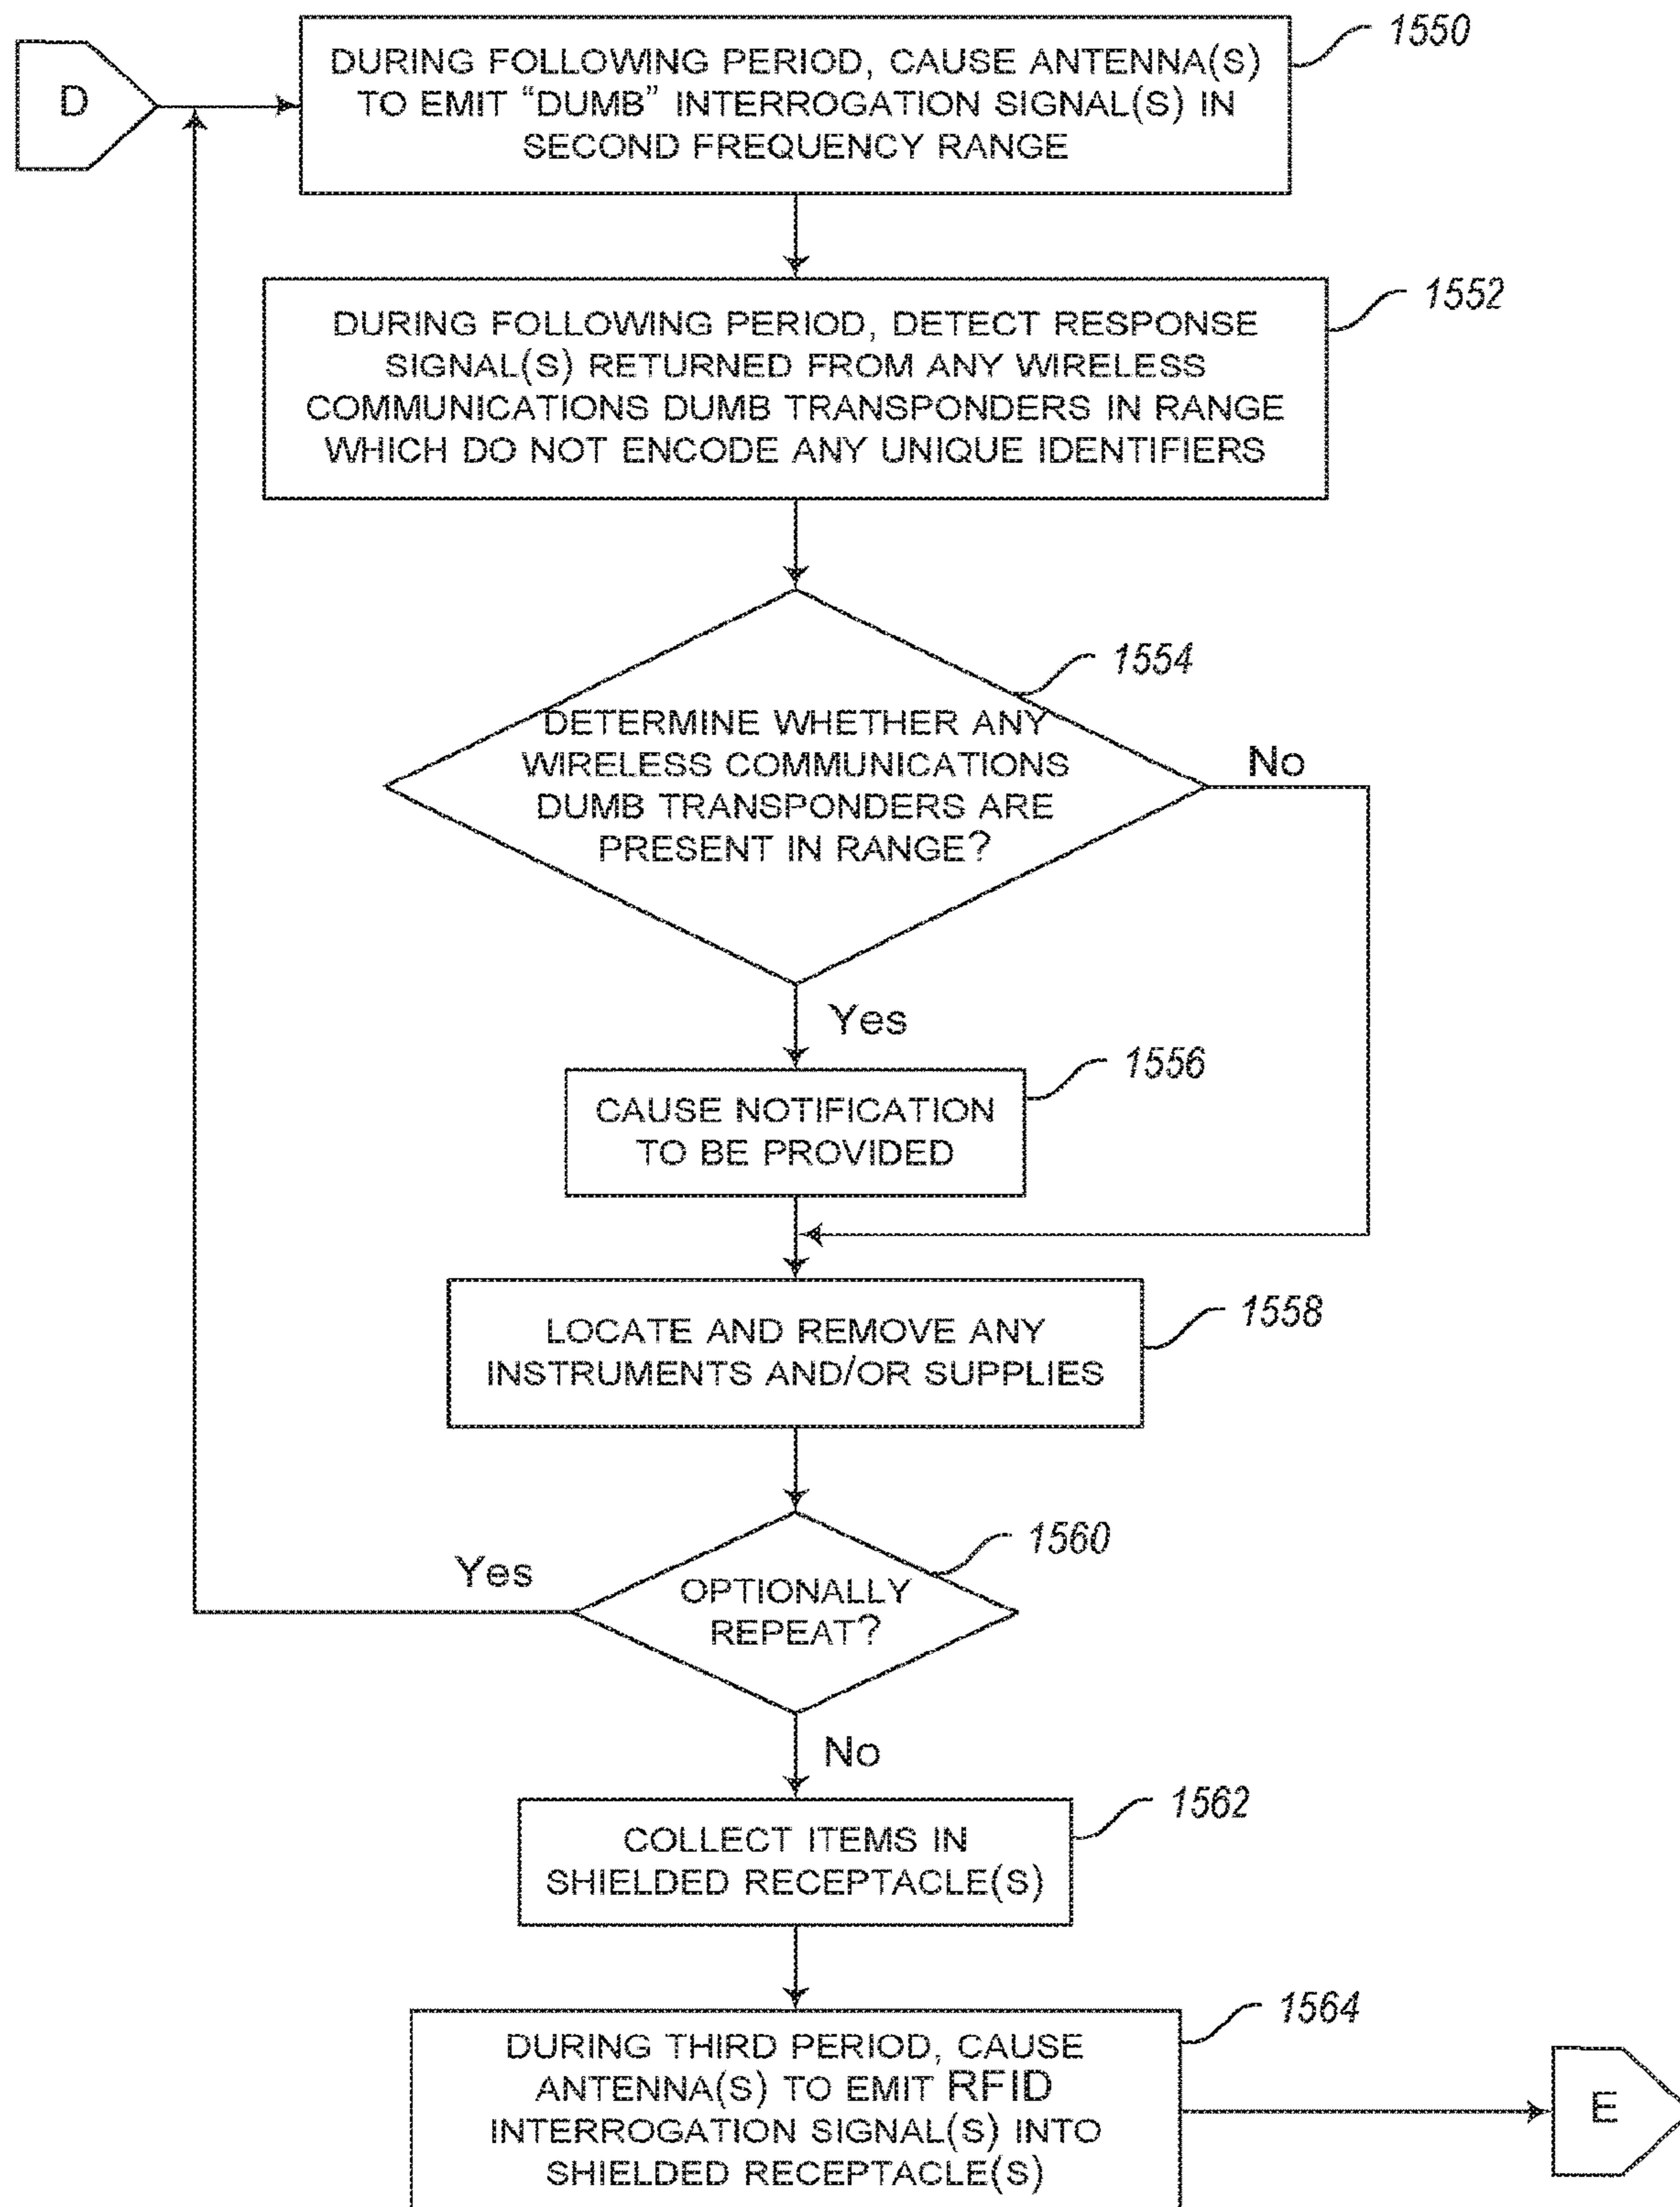 D
DURING FOLLOWING PERIOD, CAUSE ANTENNA(S)
TO EMIT “DUMB” INTERROGATION SIGNAL(S) IN
SECOND FREQUENCY RANGE
1550
DURING FOLLOWING PERIOD, DETECT RESPONSE
SIGNAL(S) RETURNED FROM ANY WIRELESS
COMMUNICATIONS DUMB TRANSPONDERS IN RANGE
WHICH DO NOT ENCODE ANY UNIQUE IDENTIFIERS
1552
DETERMINE WHETHER ANY
WIRELESS COMMUNICATIONS
DUMB TRANSPONDERS ARE
PRESENT IN RANGE?
1554
No
Yes
CAUSE NOTIFICATION
TO BE PROVIDED
1556
LOCATE AND REMOVE ANY
INSTRUMENTS AND/OR SUPPLIES
1558
OPTIONALLY
REPEAT?
1560
Yes
No
COLLECT ITEMS IN
SHIELDED RECEPTACLE(S)
1562
DURING THIRD PERIOD, CAUSE
ANTENNA(S) TO EMIT RFID
INTERROGATION SIGNAL(S) INTO
SHIELDED RECEPTACLE(S)
1564
E